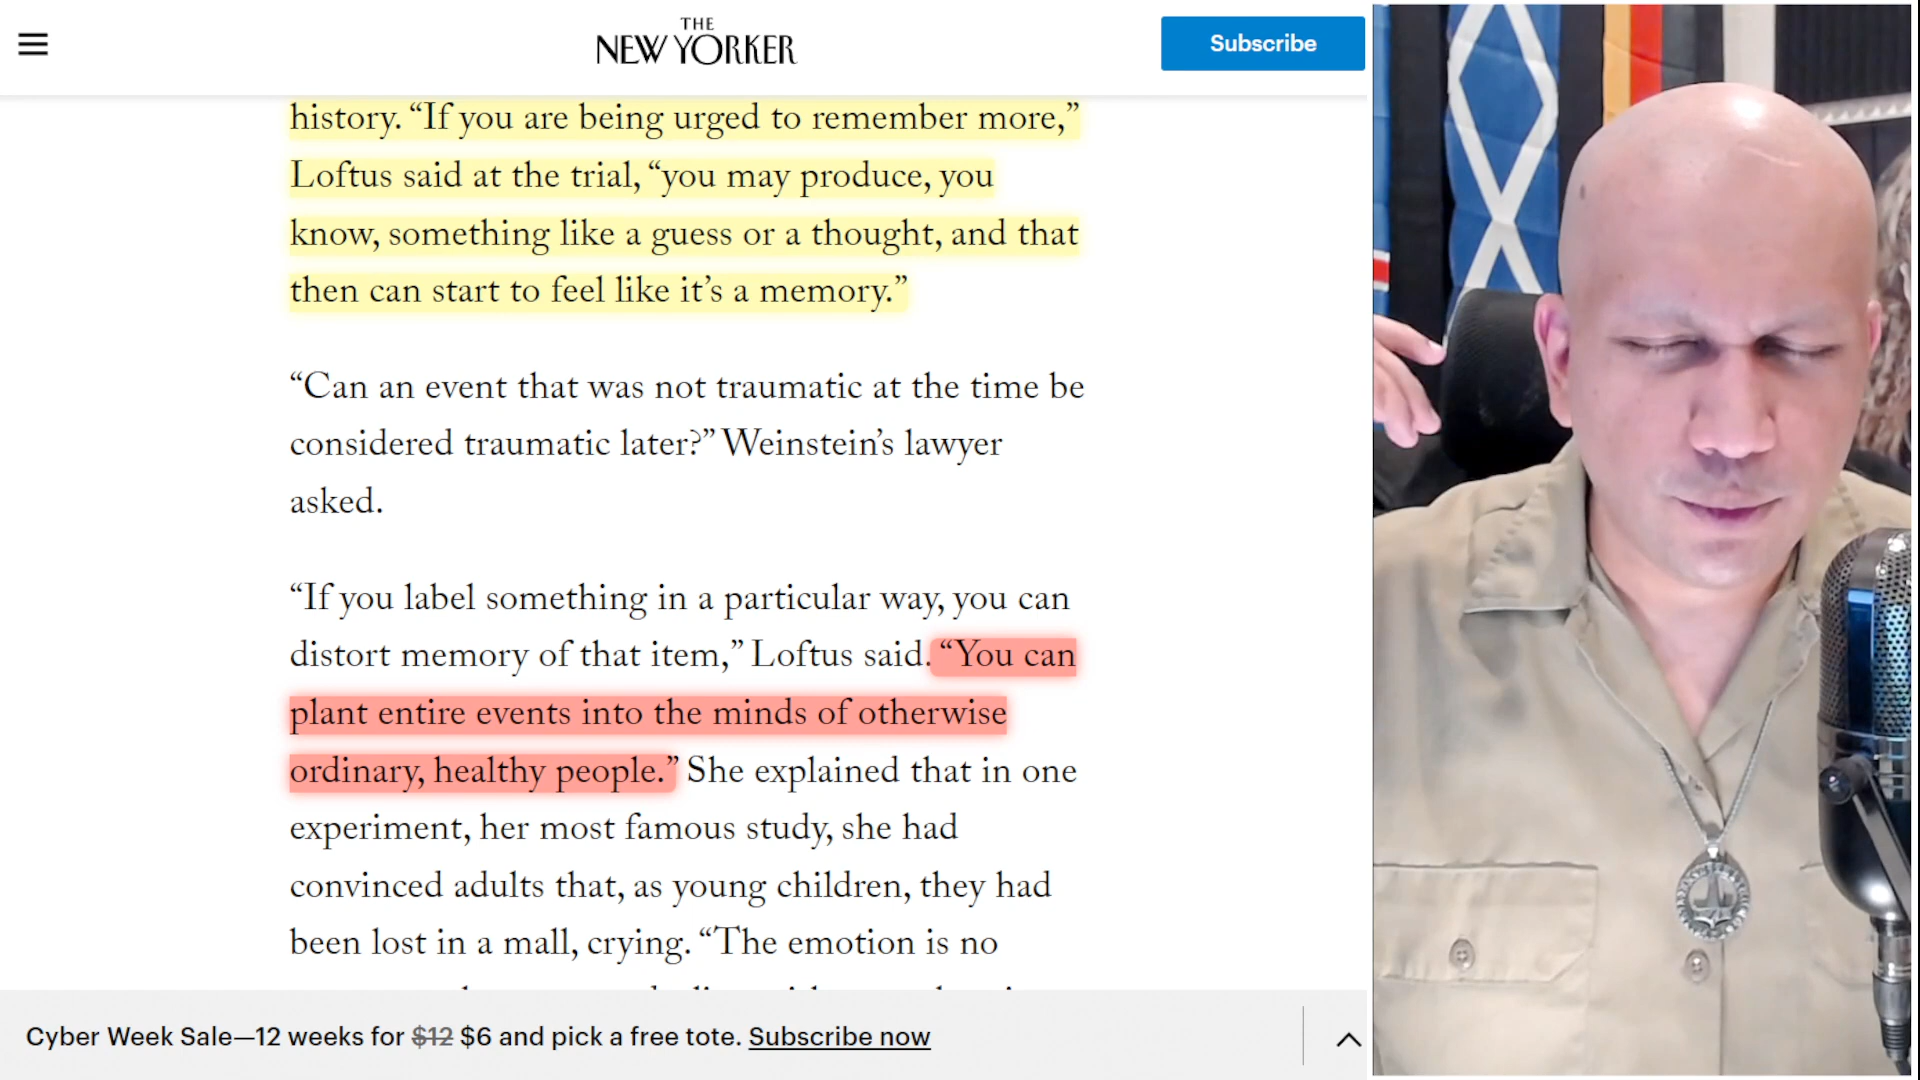 THE
NEW YORKER
Subscribe
history. “If you are being urged to remember more,”
Loftus said at the trial, “you may produce, you
know, something like a guess or a thought, and that
then can start to feel like it’s a memory.”
“Can an event that was not traumatic at the time be
considered traumatic later?” Weinstein’s lawyer
asked.
“If you label something in a particular way, you can
distort memory of that item,” Loftus said. “You can
plant entire events into the minds of otherwise
ordinary, healthy people.” She explained that in one
experiment, her most famous study, she had
convinced adults that, as young children, they had
been lost in a mall, crying. “The emotion is no
Cyber Week Sale—12 weeks for $12 $6 and pick a free tote. Subscribe now